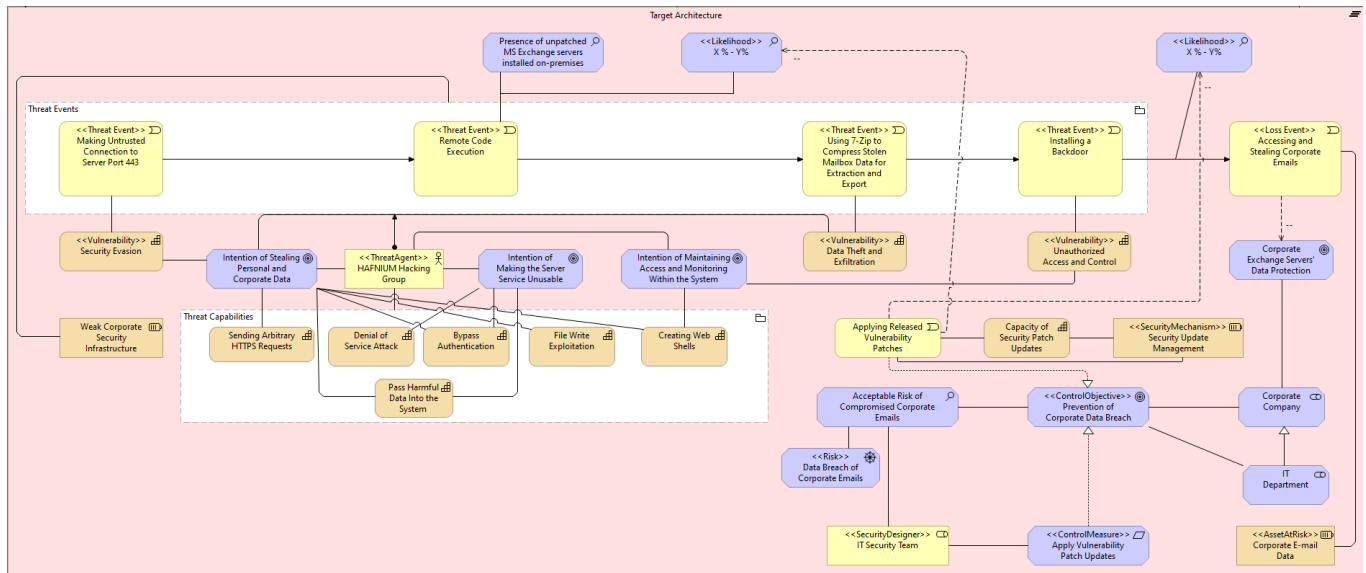 Target Architecture
Presence of unpatched
MS Exchange servers
installed on-premises
<<Likelihood>>
X % - Y%
--
<<Likelihood>>
X % - Y%
--
Threat Events
<<Threat Event>>
Making Untrusted
Connection to
Server Port 443
<<Threat Event>>
Remote Code
Execution
<<Threat Event>>
Using 7-Zip to
Compress Stolen
Mailbox Data for
Extraction and
Export
<<Threat Event>>
Installing a
Backdoor
<<Loss Event>>
Accessing and
Stealing Corporate
Emails
--
<<Vulnerability>>
Security Evasion
Intention of Stealing
Personal and
Corporate Data
<<ThreatAgent>>
HAFNIUM Hacking
Group
Intention of
Making the Server
Service Unusable
Intention of Maintaining
Access and Monitoring
Within the System
<<Vulnerability>>
Data Theft and
Exfiltration
<<Vulnerability>>
Unauthorized
Access and Control
Corporate
Exchange Servers'
Data Protection
Threat Capabilities
Weak Corporate
Security
Infrastructure
Sending Arbitrary
HTTPS Requests
Denial of
Service Attack
Bypass
Authentication
File Write
Exploitation
Creating Web
Shells
Pass Harmful
Data Into the
System
Applying Released
Vulnerability
Patches
Capacity of
Security Patch
Updates
<<SecurityMechanism>>
Security Update
Management
Acceptable Risk of
Compromised Corporate
Emails
<<ControlObjective>>
Prevention of
Corporate Data Breach
Corporate
Company
<<Risk>>
Data Breach of
Corporate Emails
IT
Department
<<SecurityDesigner>>
IT Security Team
<<ControlMeasure>>
Apply Vulnerability
Patch Updates
<<AssetAtRisk>>
Corporate E-mail
Data